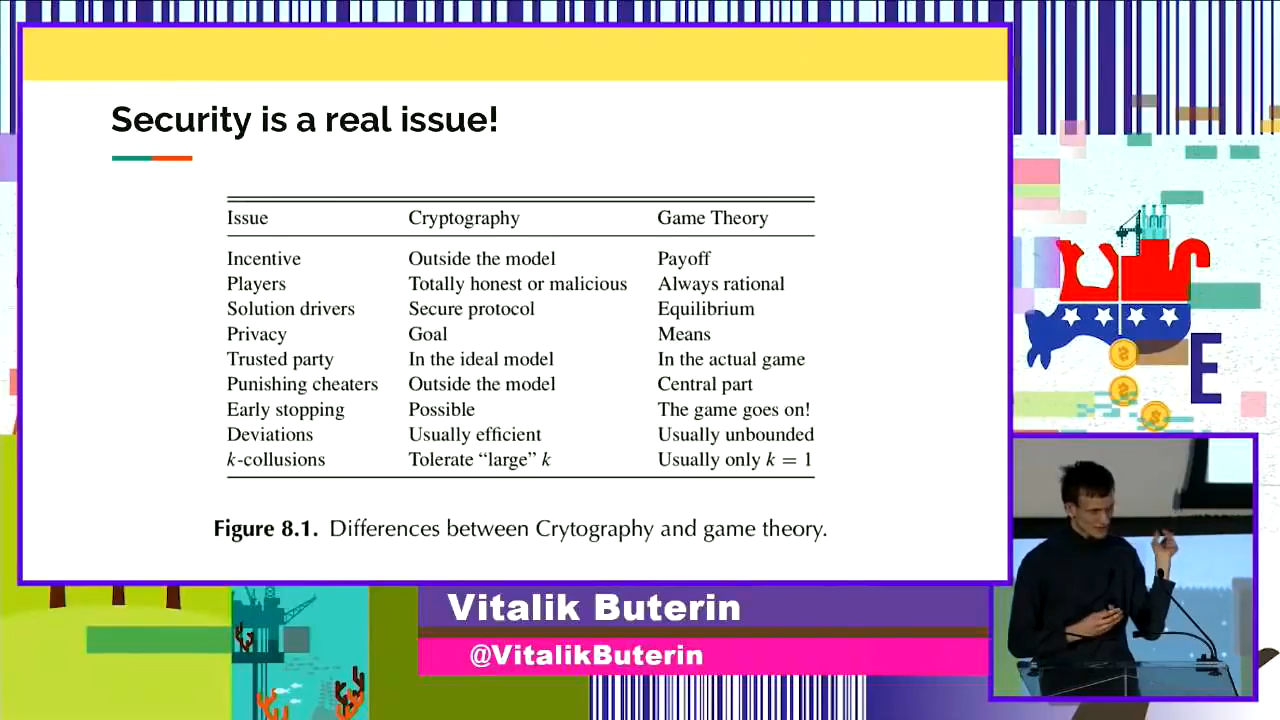 Security is a real issue!
Issue Cryptography Game Theory
Incentive Outside the model Payoff
Players Totally honest or malicious Always rational
Solution drivers Secure protocol Equilibrium
Privacy Goal Means
Trusted party In the ideal model In the actual game
Punishing cheaters Outside the model Central part
Early stopping Possible The game goes on!
Deviations Usually efficient Usually unbounded
k-collusions Tolerate “large” k Usually only k = 1
Figure 8.1. Differences between Crytography and game theory.
E
Vitalik Buterin
@VitalikButerin